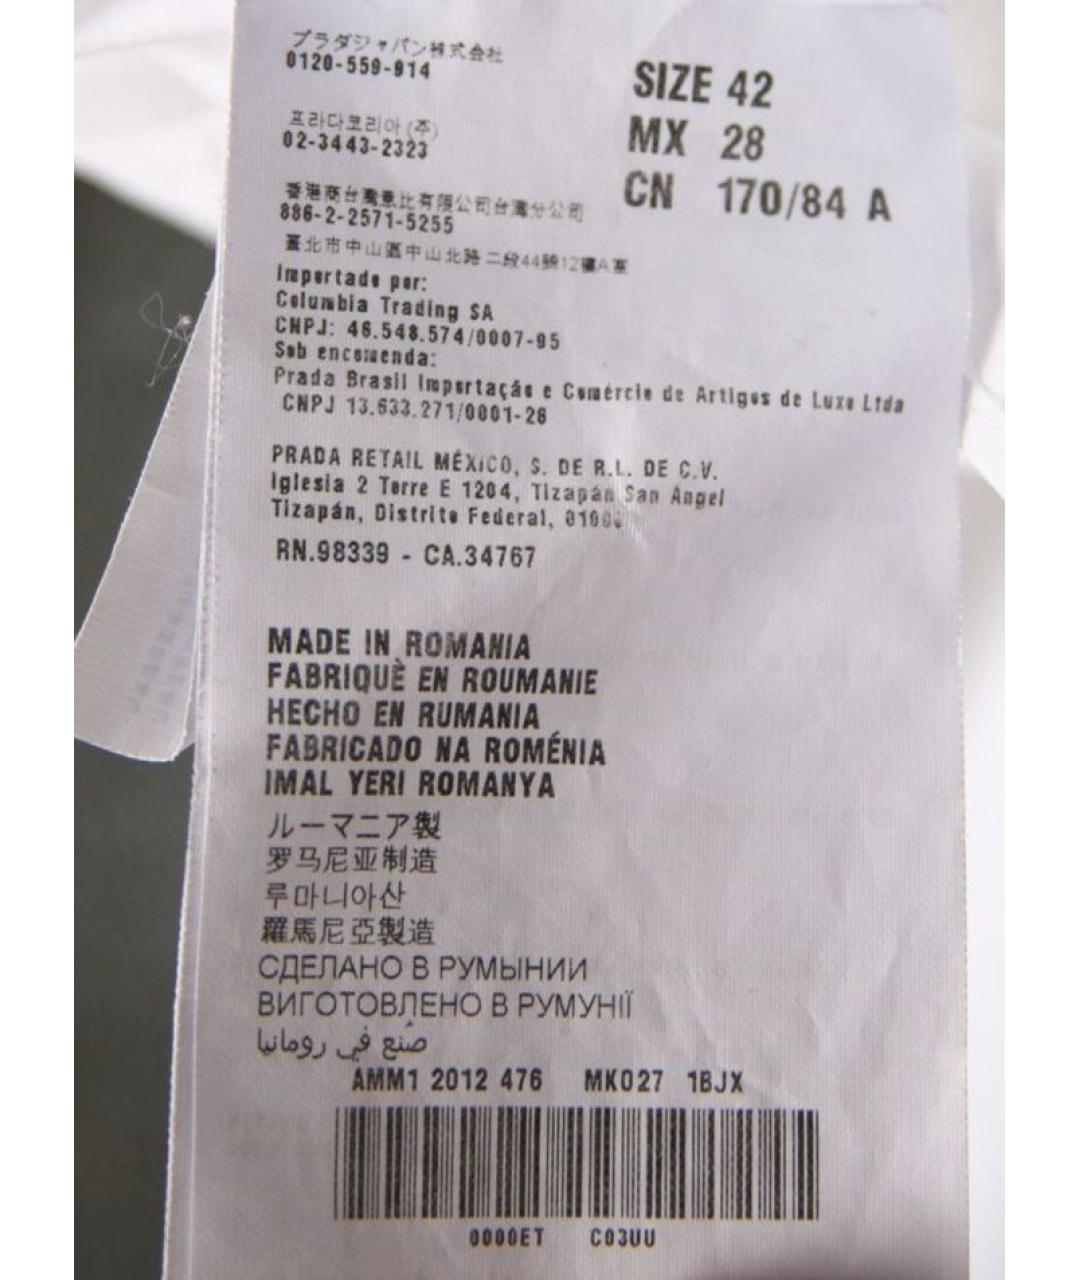 プラダジャパン株式会社
0120-559-914
프라다코리아 (주)
02-3443-2323
香港商台灣意比有限公司台灣分公司
886-2-2571-5255
臺北市中山區中山北路二段44號12樓A室
SIZE 42
MX 28
CN 170/84 A
Importado por:
Columbia Trading SA
CNPJ: 46.548.574/0007-95
Sob encomenda:
Prada Brasil Importação e Comércio de Artigos de Luxo Ltda
CNPJ 13.633.271/0001-26
PRADA RETAIL MÉXICO, S. DE R.L. DE C.V.
Iglesia 2 Torre E 1204, Tizapán San Angel
Tizapán, Distrito Federal,
RN.98339 - CA.34767
MADE IN ROMANIA
FABRIQUÈ EN ROUMANIE
HECHO EN RUMANIA
FABRICADO NA ROMÉNIA
IMAL YERI ROMANYA
ルーマニア製
罗马尼亚制造
루마니아산
羅馬尼亞製造
СДЕЛАНО В РУМЫНИИ
ВИГОТОВЛЕНО В РУМУНІЇ
صُنع في رومانيا
AMM1 2012 476 MK027 1BJX
0000ET C03UU